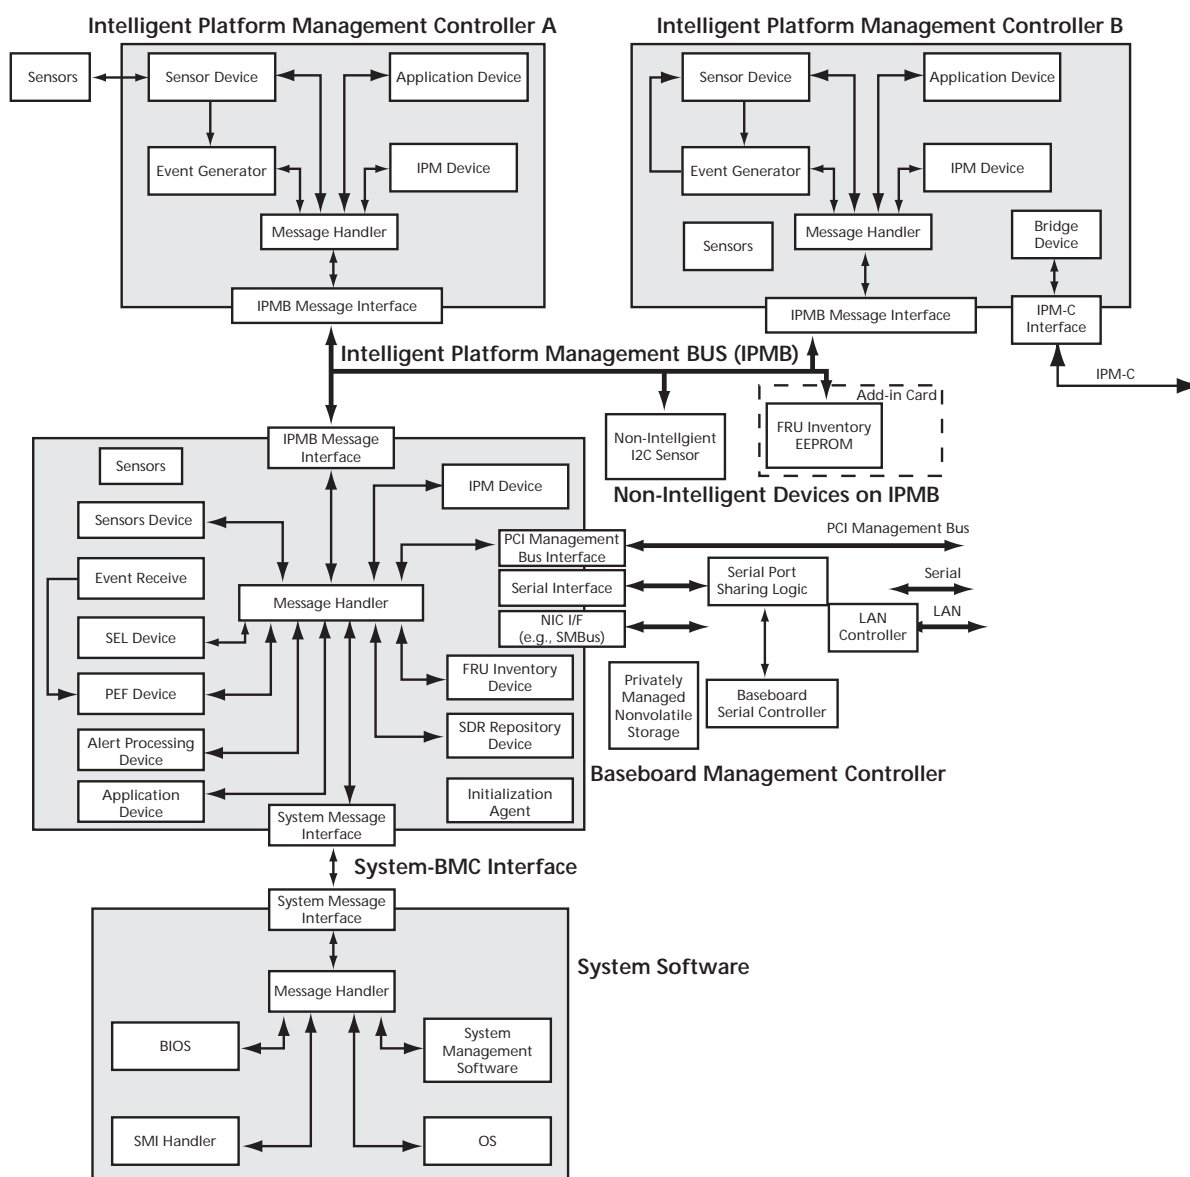 Intelligent Platform Management Controller A
Intelligent Platform Management Controller B
Sensors
Sensor Device
Application Device
Event Generator
IPM Device
Message Handler
IPMB Message Interface
Sensor Device
Application Device
Event Generator
IPM Device
Message Handler
Sensors
Bridge
Device
IPMB Message Interface
IPM-C
Interface
IPM-C
Intelligent Platform Management BUS (IPMB)
Add-in Card
Non-Intellgient
I2C Sensor
FRU Inventory
EEPROM
Non-Intelligent Devices on IPMB
IPMB Message
Interface
Sensors
IPM Device
Sensors Device
PCI Management
Bus Interface
PCI Management Bus
Event Receive
Message Handler
Serial Interface
Serial Port
Sharing Logic
Serial
SEL Device
NIC I/F
(e.g., SMBus)
LAN
Controller
LAN
PEF Device
FRU Inventory
Device
Privately
Managed
Nonvolatile
Storage
Baseboard
Serial Controller
Alert Processing
Device
SDR Repository
Device
Baseboard Management Controller
Application
Device
Initialization
Agent
System Message
Interface
System-BMC Interface
System Message
Interface
System Software
Message Handler
BIOS
System
Management
Software
SMI Handler
OS